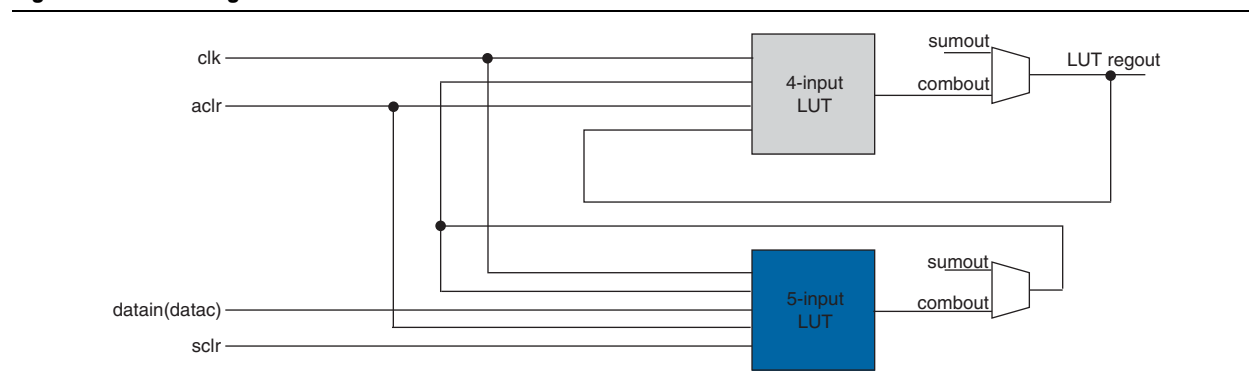 clk
aclr
4-input
LUT
sumout
combout
LUT regout
datain(datac)
sclr
5-input
LUT
sumout
combout